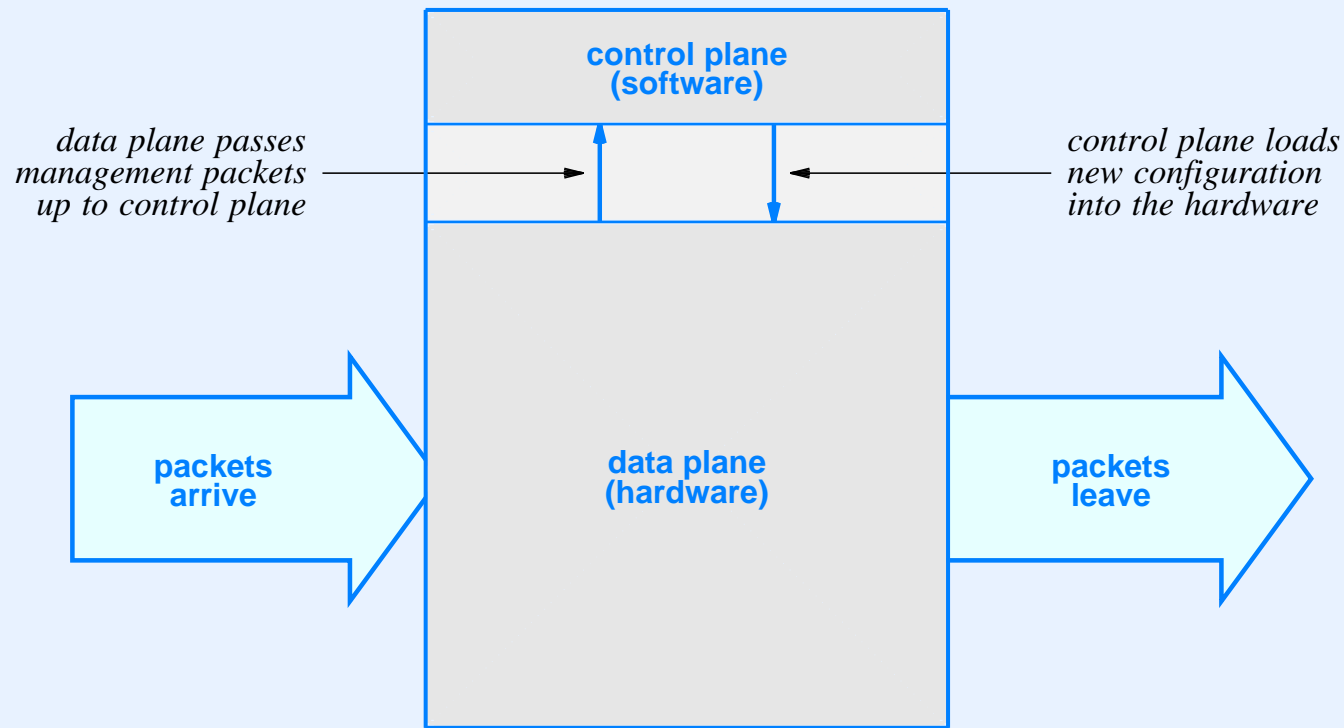 control plane
(software)
data plane passes
management packets
up to control plane
control plane loads
new configuration
into the hardware
packets
arrive
data plane
(hardware)
packets
leave